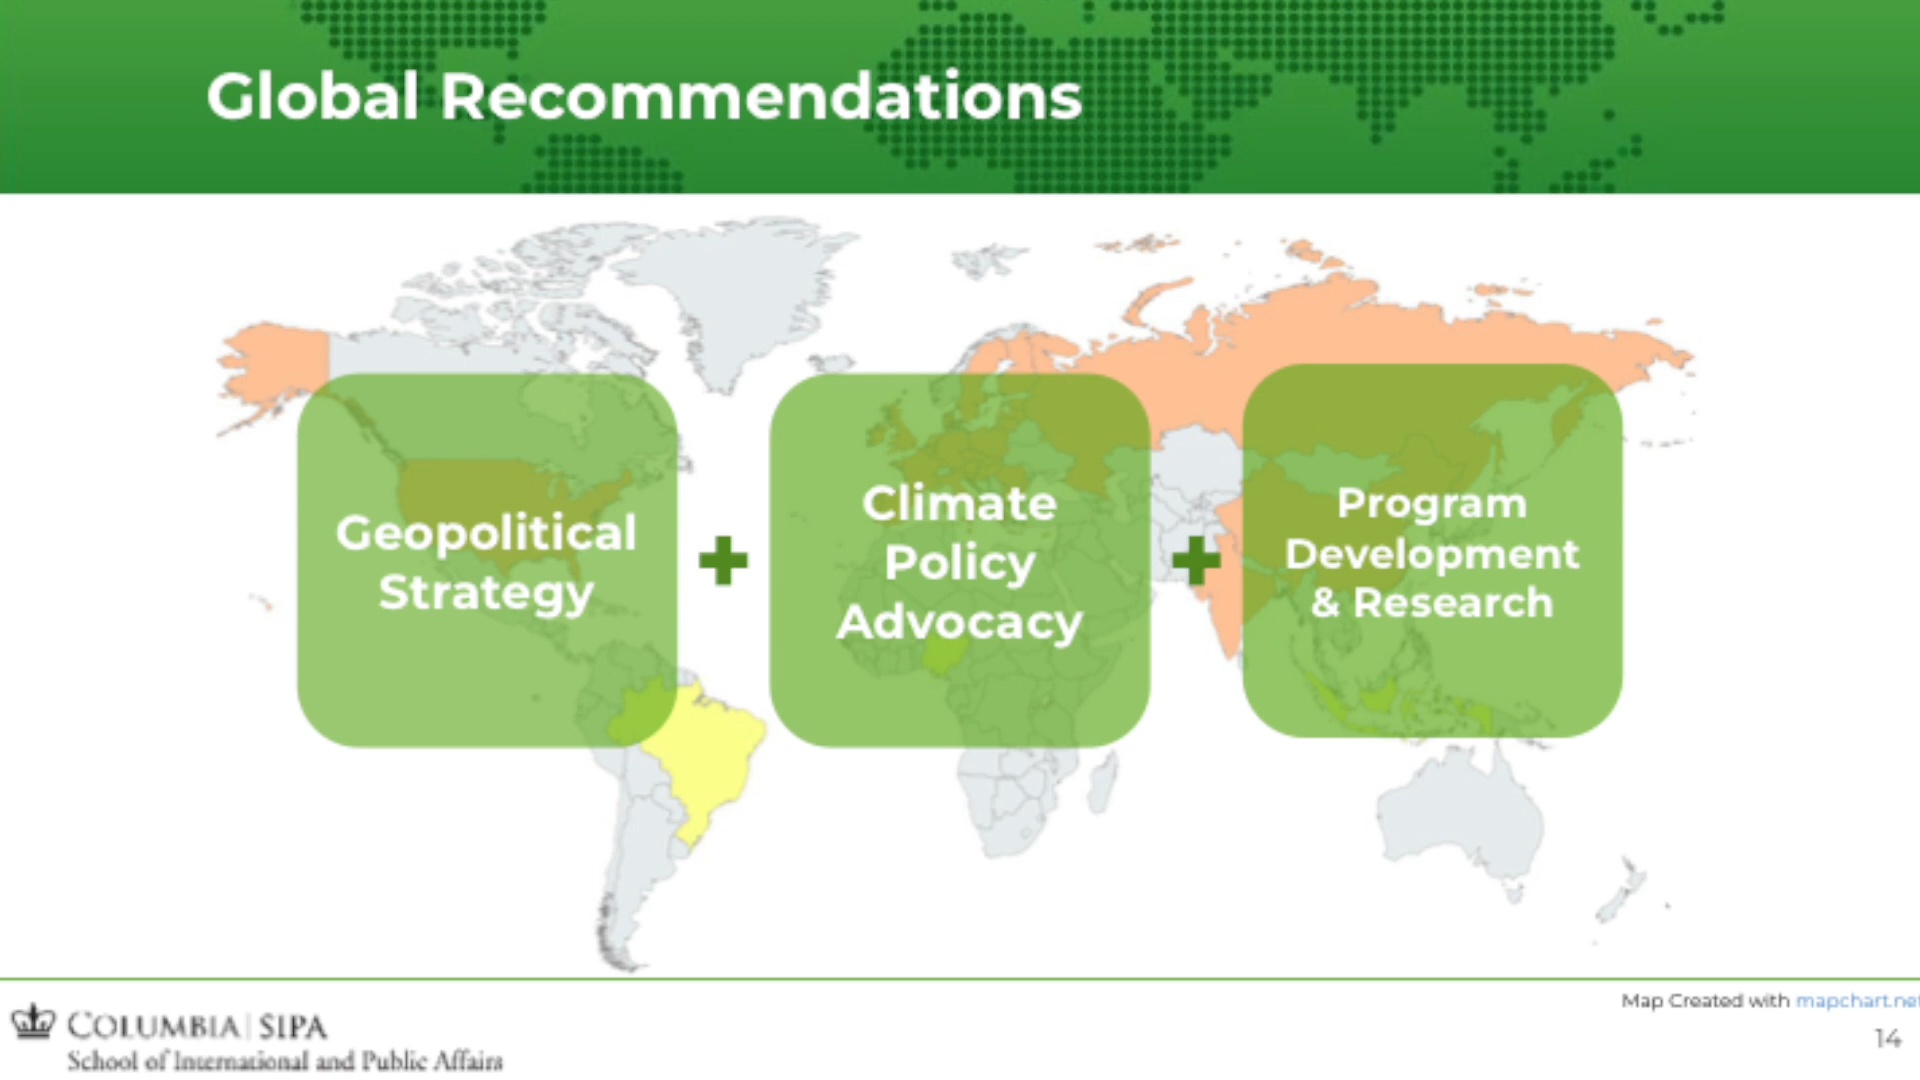 Global Recommendations
Geopolitical
Strategy
Climate
Policy
Advocacy
Program
Development
& Research
Map Created with mapchart.net
COLUMBIA | SIPA
School of International and Public Affairs
14